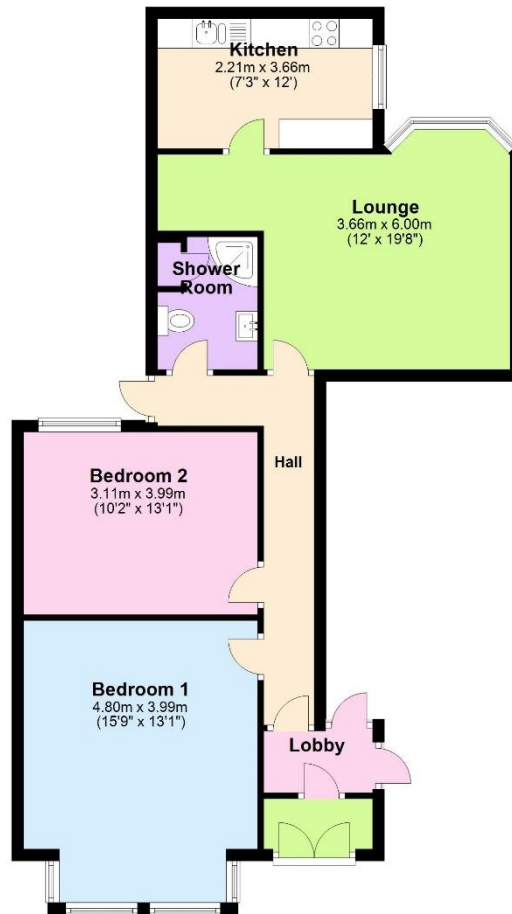 Kitchen
2.21m x 3.66m
(7'3" x 12')
Lounge
3.66m x 6.00m
(12' x 19'8")
Shower
Room
Hall
Bedroom 2
3.11m x 3.99m
(10'2" x 13'1")
Bedroom 1
4.80m x 3.99m
(15'9" x 13'1")
Lobby